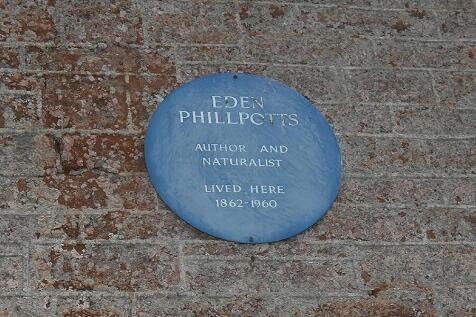 EDEN
PHILLPOTTS
AUTHOR AND
NATURALIST
LIVED HERE
1862-1960